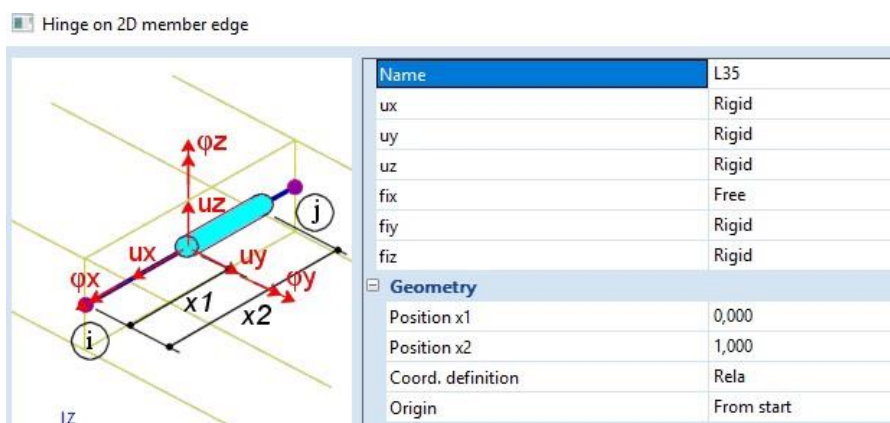 Hinge on 2D member edge
Name L35
ux Rigid
uy Rigid
uz Rigid
fix Free
fiy Rigid
fiz Rigid
Geometry
Position x1 0,000
Position x2 1,000
Coord. definition Rela
Origin From start
φz
uz
j
ux
uy
φx
φy
x1
x2
i